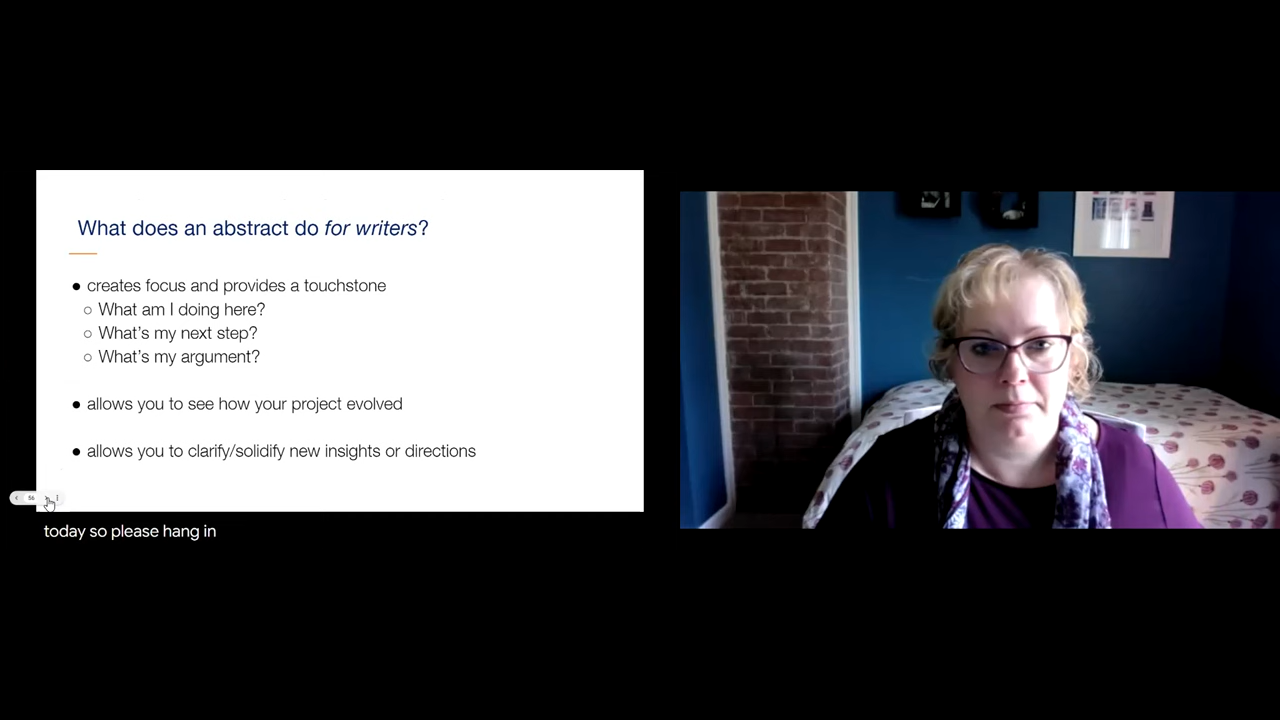 What does an abstract do for writers?
● creates focus and provides a touchstone
○ What am I doing here?
○ What's my next step?
○ What's my argument?
● allows you to see how your project evolved
● allows you to clarify/solidify new insights or directions
56
today so please hang in